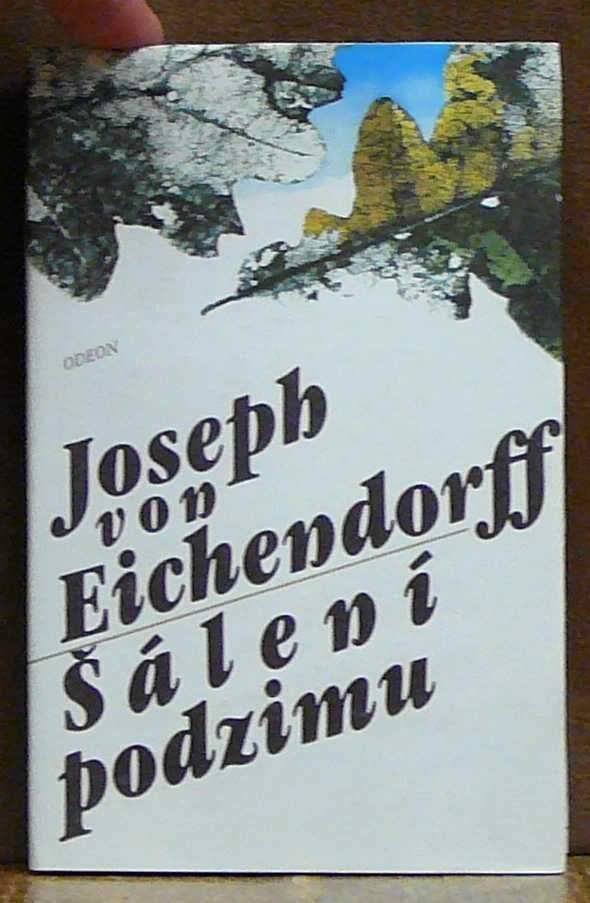 ODEON
Joseph
von
Eichendorff
Šálení
podzimu